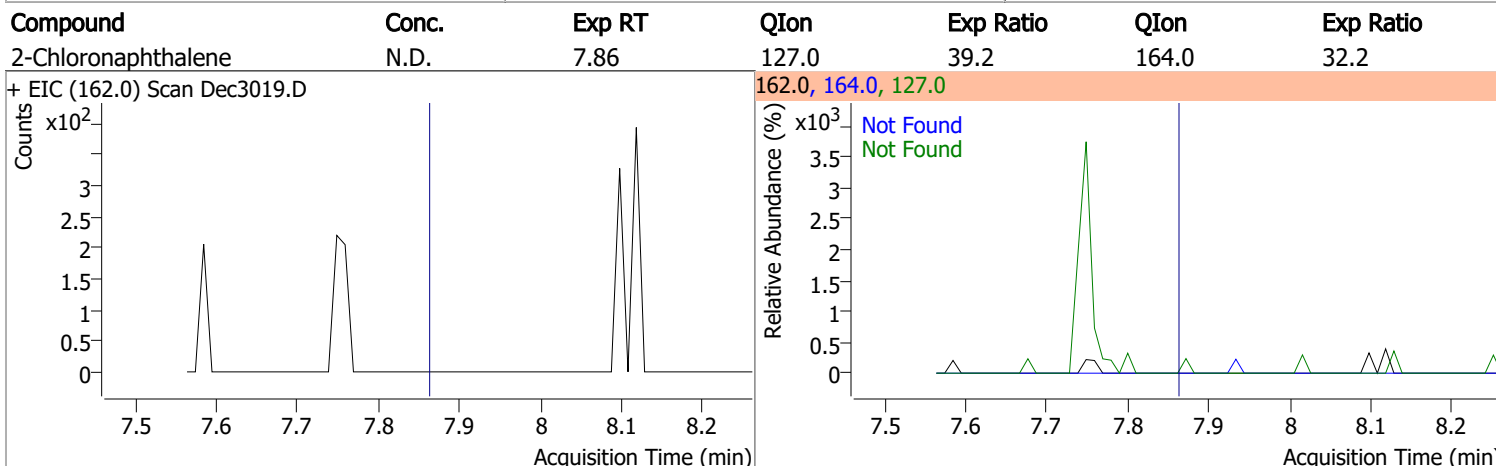 Compound Conc. Exp RT QIon Exp Ratio QIon Exp Ratio
2-Chloronaphthalene N.D. 7.86 127.0 39.2 164.0 32.2
+ EIC (162.0) Scan Dec3019.D
Counts
x10²
3
2.5
2
1.5
1
0.5
0
7.5 7.6 7.7 7.8 7.9 8 8.1 8.2
Acquisition Time (min)
162.0, 164.0, 127.0
Relative Abundance (%)
x10³
Not Found
Not Found
3.5
3
2.5
2
1.5
1
0.5
0
7.5 7.6 7.7 7.8 7.9 8 8.1 8.2
Acquisition Time (min)